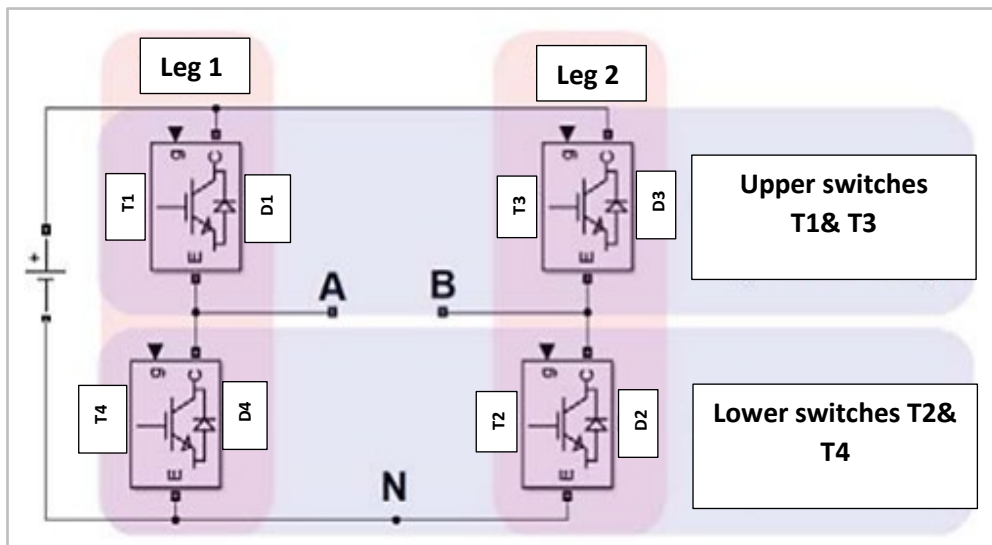 Leg 1
Leg 2
g
C
T1
D1
E
g
C
T3
D3
E
Upper switches
T1& T3
+
A
B
g
C
T4
D4
E
g
C
T2
D2
E
Lower switches T2&
T4
N